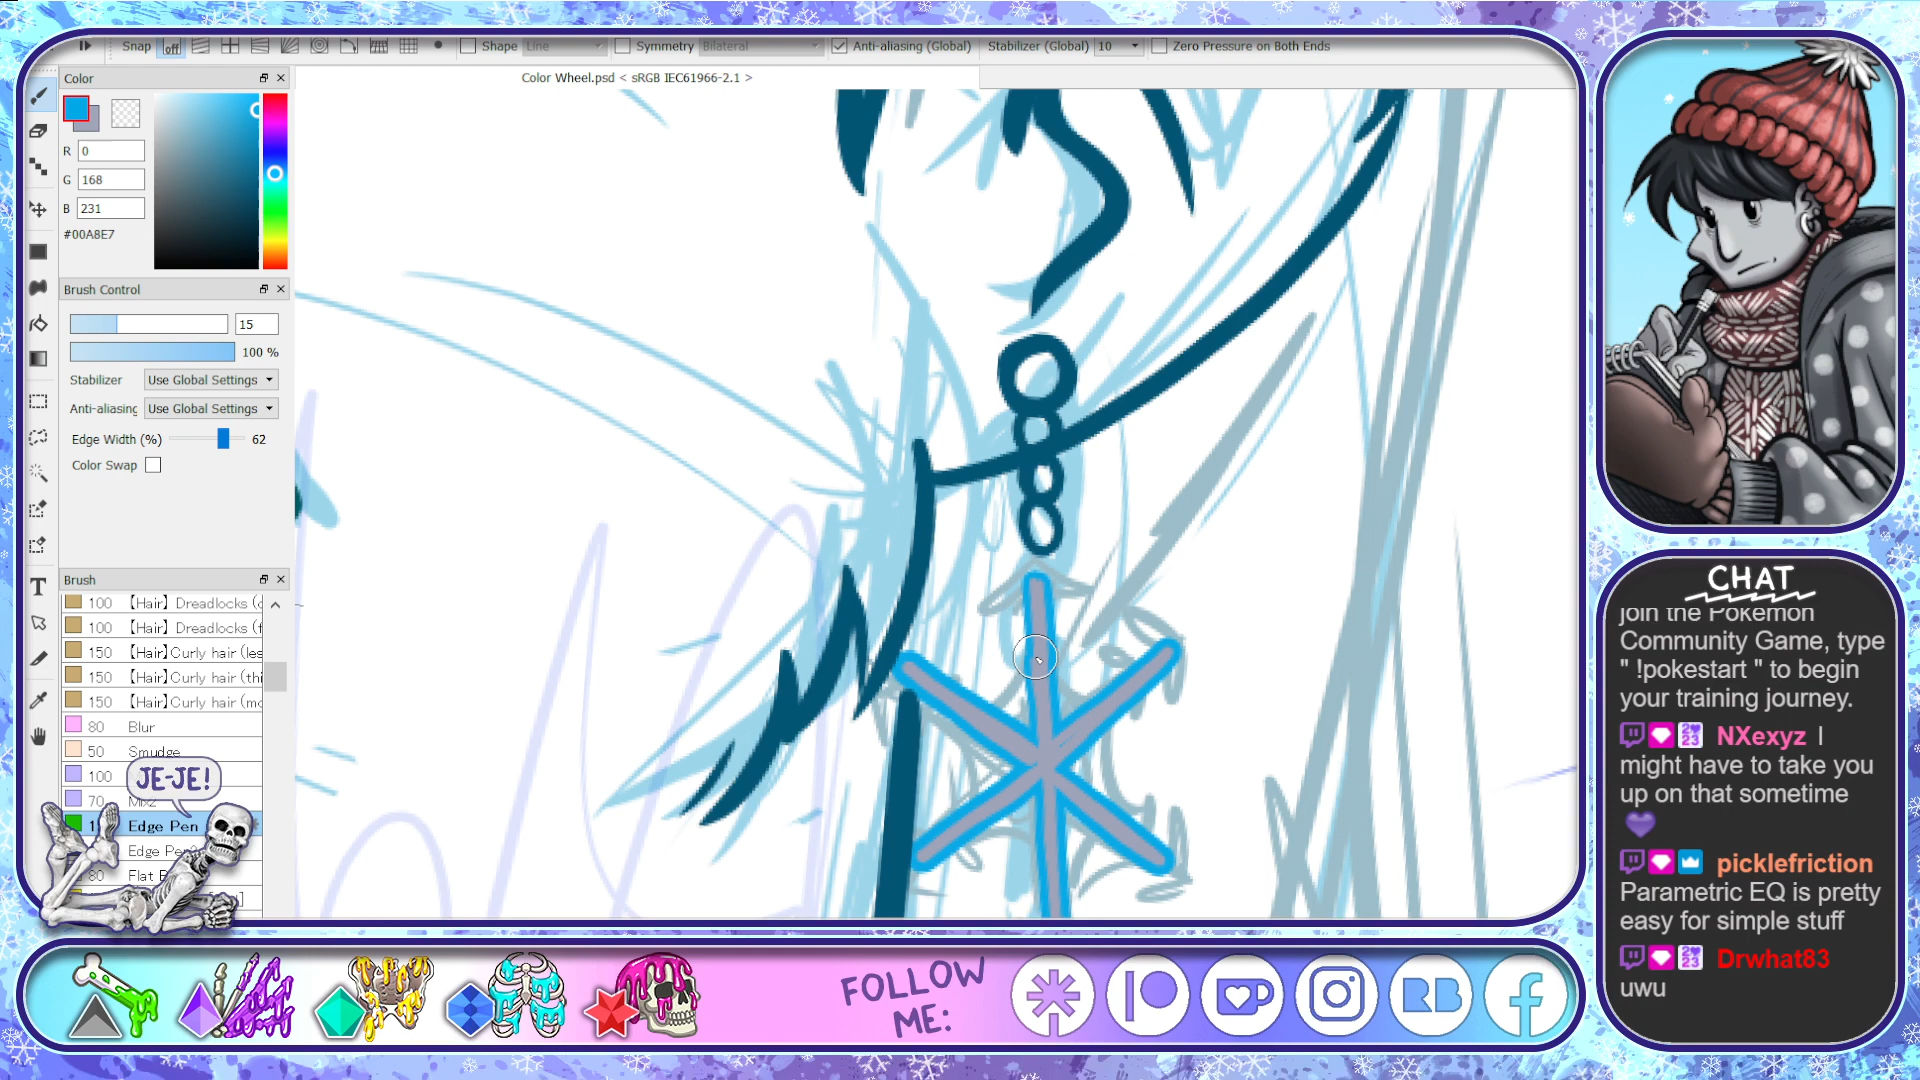 Snap
off
Shape
Line
Symmetry
Bilateral
Anti-aliasing (Global)
Stabilizer (Global)
10
Zero Pressure on Both Ends
Color Wheel.psd < sRGB IEC61966-2.1 >
Color
R
0
G
168
B
231
#00A8E7
Brush Control
15
100 %
Stabilizer
Use Global Settings
Anti-aliasing
Use Global Settings
Edge Width (%)
62
Color Swap
Brush
100 【Hair】Dreadlocks (
100 【Hair】Dreadlocks (f
150 【Hair】Curly hair (les
150 【Hair】Curly hair (thi
150 【Hair】Curly hair (mo
80 Blur
50 Smudge
100
70
Edge Pen
Edge Pen
80
T
JE-JE!
FOLLOW
ME:
RB
f
CHAT
join the Pokemon
Community Game, type
" !pokestart " to begin
your training journey.
NXexyz I
might have to take you
up on that sometime
picklefriction
Parametric EQ is pretty
easy for simple stuff
Drwhat83
uwu